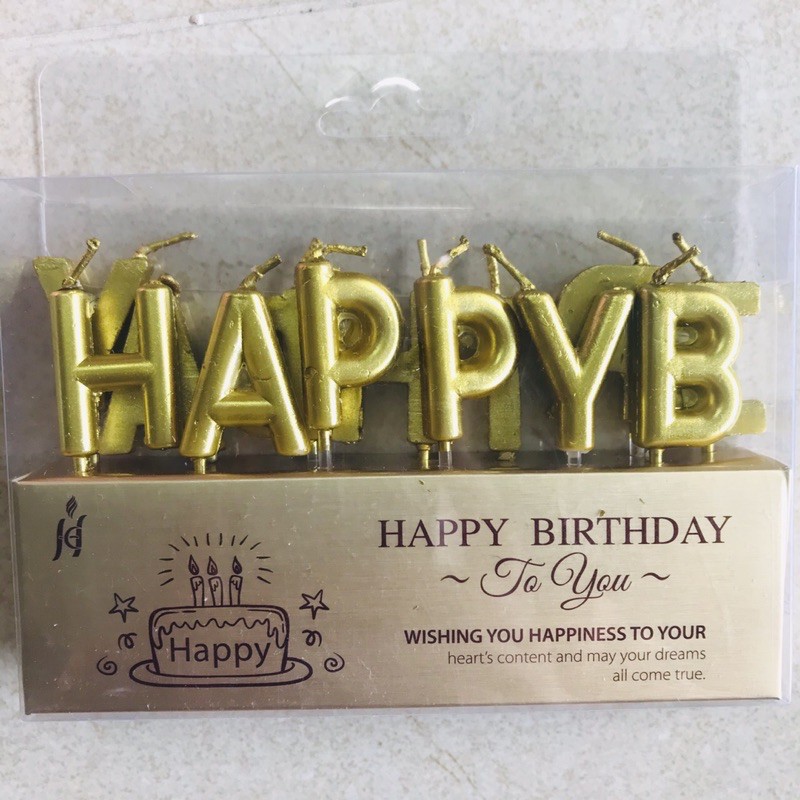 HAPPYB
HAPPY BIRTHDAY
~ To You ~
Happy
WISHING YOU HAPPINESS TO YOUR
heart's content and may your dreams
all come true.